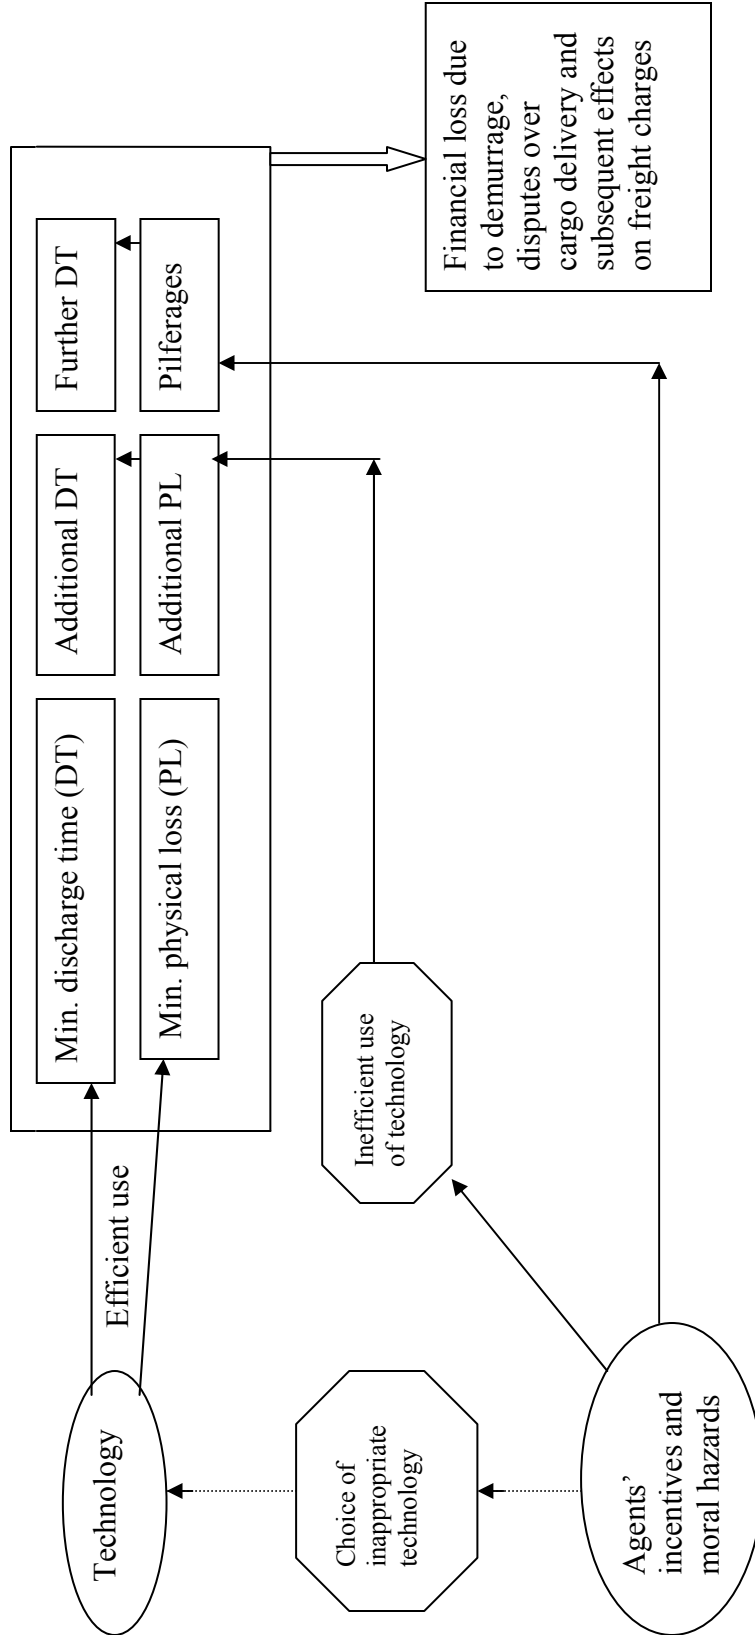 Technology
Efficient use
Min. discharge time (DT)
Additional DT
Further DT
Min. physical loss (PL)
Additional PL
Pilferages
Choice of
inappropriate
technology
Inefficient use
of technology
Agents’
incentives and
moral hazards
Financial loss due
to demurrage,
disputes over
cargo delivery and
subsequent effects
on freight charges